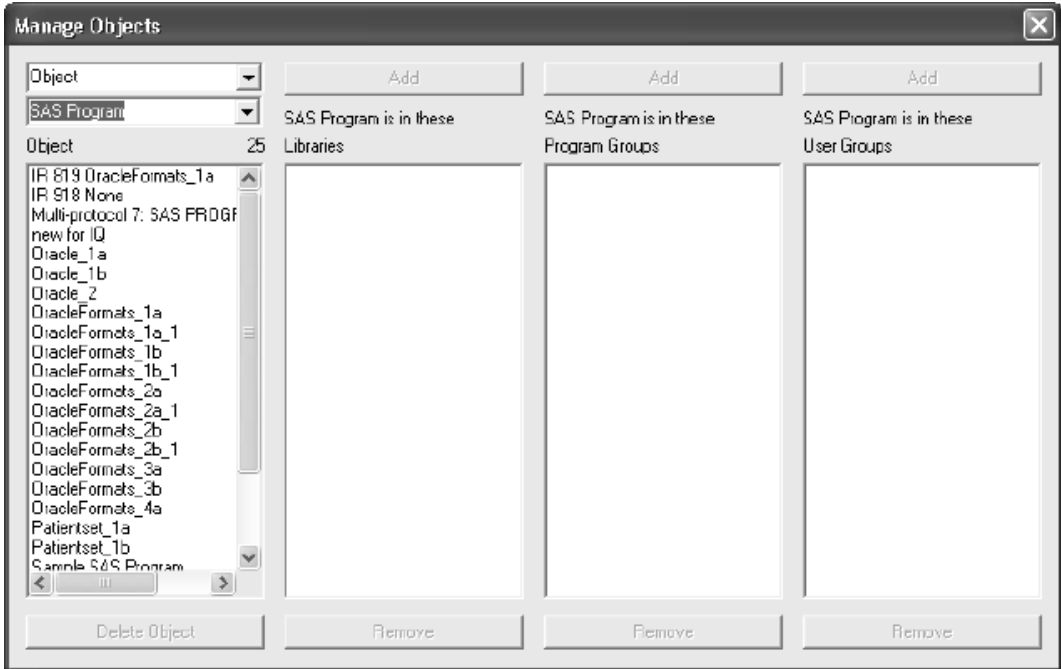 Manage Objects
Object
SAS Program
Object 25
IR 819 OracleFormats_1a
IR 918 None
Multi-protocol 7: SAS PROGR
new for IQ
Oracle_1a
Oracle_1b
Oracle_2
OracleFormats_1a
OracleFormats_1a_1
OracleFormats_1b
OracleFormats_1b_1
OracleFormats_2a
OracleFormats_2a_1
OracleFormats_2b
OracleFormats_2b_1
OracleFormats_3a
OracleFormats_3b
OracleFormats_4a
Patientset_1a
Patientset_1b
Sample SAS Program
Delete Object
Add
SAS Program is in these
Libraries
Remove
Add
SAS Program is in these
Program Groups
Remove
Add
SAS Program is in these
User Groups
Remove